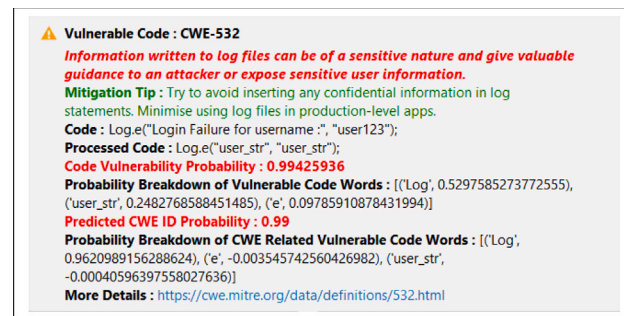 Vulnerable Code : CWE-532
Information written to log files can be of a sensitive nature and give valuable
guidance to an attacker or expose sensitive user information.
Mitigation Tip : Try to avoid inserting any confidential information in log
statements. Minimise using log files in production-level apps.
Code : Log.e("Login Failure for username :", "user123");
Processed Code : Log.e("user_str", "user_str");
Code Vulnerability Probability : 0.99425936
Probability Breakdown of Vulnerable Code Words : [('Log', 0.5297585273772555),
('user_str', 0.2482768588451485), ('e', 0.09785910878431994)]
Predicted CWE ID Probability : 0.99
Probability Breakdown of CWE Related Vulnerable Code Words : [('Log',
0.9620989156288624), ('e', -0.003545742560426982), ('user_str',
-0.00040596397558027636)]
More Details : https://cwe.mitre.org/data/definitions/532.html